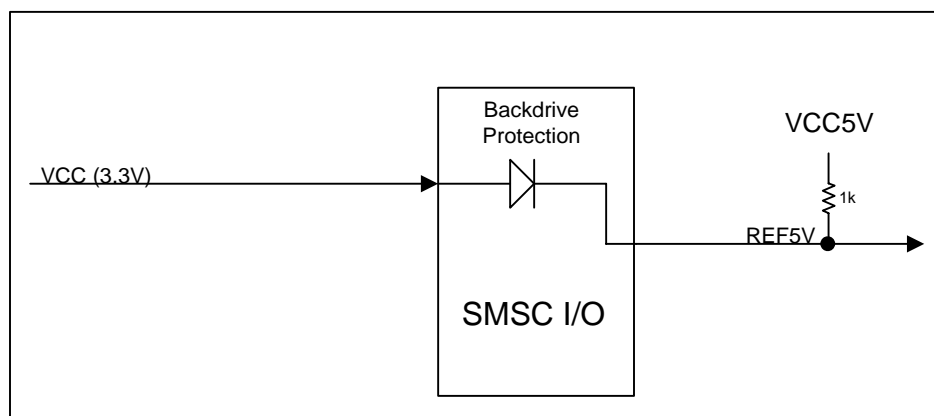 Backdrive
Protection
VCC5V
VCC (3.3V)
1k
REF5V
SMSC I/O